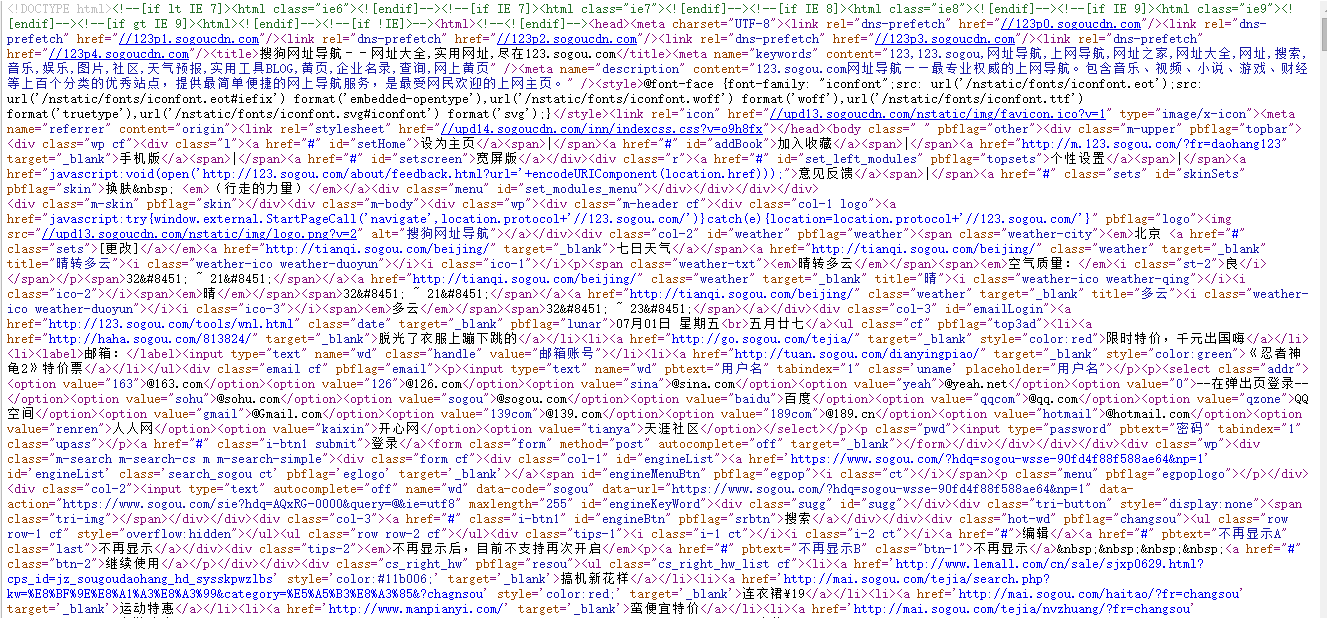 <!DOCTYPE html><!--[if lt IE 7]><html class="ie6"><![endif]--><!--[if IE 7]><html class="ie7"><![endif]--><!--[if IE 8]><html class="ie8"><![endif]--><!--[if IE 9]><html class="ie9"><!
[endif]--><!--[if gt IE 9]><html><![endif]--><!--[if !IE]><html><!--<![endif]--><head><meta charset="UTF-8"><link rel="dns-prefetch" href="//123p0.sogoucdn.com"><link rel="dns-
prefetch" href="//123p1.sogoucdn.com"><link rel="dns-prefetch" href="//123p2.sogoucdn.com"><link rel="dns-prefetch" href="//123p3.sogoucdn.com"><link rel="dns-prefetch"
href="//123p4.sogoucdn.com"><title>搜狗网址导航－－网址大全,实用网址,尽在123.sogou.com</title><meta name="keywords" content="123,123.sogou,网址导航,上网导航,网址之家,网址大全,网址,搜索,
音乐,娱乐,图片,社区,天气预报,实用工具BLOG,黄页,企业名录,查询,网上黄页" /><meta name="description" content="123.sogou.com网址导航－－最专业权威的上网导航。包含音乐、视频、小说、游戏、财经
等上百个分类的优秀站点，提供最简单便捷的网上导航服务，是最受网民欢迎的上网主页。" /><style>@font-face {font-family: "iconfont";src: url('/nstatic/fonts/iconfont.eot');src:
url('/nstatic/fonts/iconfont.eot#iefix') format('embedded-opentype'),url('/nstatic/fonts/iconfont.woff') format('woff'),url('/nstatic/fonts/iconfont.ttf')
format('truetype'),url('/nstatic/fonts/iconfont.svg#iconfont') format('svg');}</style><link rel="icon" href="//upd13.sogoucdn.com/nstatic/img/favicon.ico?v=1" type="image/x-icon"><meta
name="referrer" content="origin"><link rel="stylesheet" href="//upd14.sogoucdn.com/inn/indexcss.css?v=o9h8fx"></head><body class=" " pbflag="other"><div class="m-upper" pbflag="topbar">
<div class="wp cf"><div class="l"><a href="#" id="setHome">设为主页</a><span>|</span><a href="#" id="addBook">加入收藏</a><span>|</span><a href="http://m.123.sogou.com/?fr=daohang123"
target="_blank">手机版</a><span>|</span><a href="#" id="setscreen">宽屏版</a></div><div class="r"><a href="#" id="set_left_modules" pbflag="topsets">个性设置</a><span>|</span><a
href="javascript:void(open('http://123.sogou.com/about/feedback.html?url='+encodeURIComponent(location.href)));">意见反馈</a><span>|</span><a href="#" class="sets" id="skinSets"
pbflag="skin">换肤&nbsp; <em>（行走的力量）</em></a><div class="menu" id="set_modules_menu"></div></div></div></div>
<div class="m-skin" pbflag="skin"></div><div class="m-body"><div class="wp"><div class="m-header cf"><div class="col-1 logo"><a
href="javascript:try{window.external.StartPageCall('navigate',location.protocol+'//123.sogou.com/')}catch(e){location=location.protocol+'//123.sogou.com/'}" pbflag="logo"><img
src="//upd13.sogoucdn.com/nstatic/img/logo.png?v=2" alt="搜狗网址导航"></a></div><div class="col-2" id="weather" pbflag="weather"><span class="weather-city"><em>北京 <a href="#"
class="sets">[更改]</a></em><a href="http://tianqi.sogou.com/beijing/" target="_blank">七日天气</a></span><a href="http://tianqi.sogou.com/beijing/" class="weather" target="_blank"
title="晴转多云"><i class="weather-ico weather-duoyun"></i><i class="ico-1"></i><p><span class="weather-txt"><em>晴转多云</em></span><span><em>空气质量：</em><i class="st-2">良</i>
</span></p><span>32&#8451; ~ 21&#8451;</span></a><a href="http://tianqi.sogou.com/beijing/" class="weather" target="_blank" title="晴"><i class="weather-ico weather-qing"></i><i
class="ico-2"></i><span><em>晴</em></span><span>32&#8451; ~ 21&#8451;</span></a><a href="http://tianqi.sogou.com/beijing/" class="weather" target="_blank" title="多云"><i class="weather-
ico weather-duoyun"></i><i class="ico-3"></i><span><em>多云</em></span><span>32&#8451; ~ 23&#8451;</span></a></div><div class="col-3" id="emailLogin"><a
href="http://123.sogou.com/tools/wnl.html" class="date" target="_blank" pbflag="lunar">07月01日 星期五<br>五月廿七</a><ul class="cf" pbflag="top3ad"><li><a
href="http://haha.sogou.com/813824/" target="_blank">脱光了衣服上蹦下跳的</a></li><li><a href="http://go.sogou.com/tejia/" target="_blank" style="color:red">限时特价，千元出国嗨</a></li>
<li><label>邮箱：</label><input type="text" name="wd" class="handle" value="邮箱账号"></li><li><a href="http://tuan.sogou.com/dianyingpiao/" target="_blank" style="color:green">《忍者神
龟2》特价票</a></li></ul><div class="email cf" pbflag="email"><p><input type="text" name="wd" pbtext="用户名" tabindex="1" class='uname' placeholder="用户名"></p><p><select class="addr">
<option value="163">@163.com</option><option value="126">@126.com</option><option value="sina">@sina.com</option><option value="yeah">@yeah.net</option><option value="0">--在弹出页登录--
</option><option value="sohu">@sohu.com</option><option value="sogou">@sogou.com</option><option value="baidu">百度</option><option value="qqcom">@qq.com</option><option value="qzone">QQ
空间</option><option value="gmail">@Gmail.com</option><option value="139com">@139.com</option><option value="189com">@189.cn</option><option value="hotmail">@hotmail.com</option><option
value="renren">人人网</option><option value="kaixin">开心网</option><option value="tianya">天涯社区</option></select></p><p class="pwd"><input type="password" pbtext="密码" tabindex="1"
class="upass"></p><a href="#" class="i-btn1 submit">登录</a><form class="form" method="post" autocomplete="off" target="_blank"></form></div></div></div></div></div><div class="wp"><div
class="m-search m-search-cs m m-search-simple"><div class="form cf"><div class="col-1" id="engineList"><a href='https://www.sogou.com/?hdq=sogou-wsse-90fd4f88f588ae64&np=1'
id='engineList' class='search_sogou ct' pbflag='eglogo' target='_blank'></a><span id="engineMenuBtn" pbflag="egpop"><i class="ct"></i></span><p class="menu" pbflag="egpoplogo"></p></div>
<div class="col-2"><input type="text" autocomplete="off" name="wd" data-code="sogou" data-url="https://www.sogou.com/?hdq=sogou-wsse-90fd4f88f588ae64&np=1" data-
action="https://www.sogou.com/sie?hdq=AQxRG-0000&query=@&ie=utf8" maxlength="255" id="engineKeyWord"><div class="sugg" id="sugg"></div><div class="tri-button" style="display:none"><span
class="tri-img"></span></div></div><div class="col-3"><a href="#" class="i-btn1" id="engineBtn" pbflag="srbtn">搜索</a></div></div><div class="hot-wd" pbflag="changsou"><ul class="row
row-1 cf" style="overflow:hidden"></ul><ul class="row row-2 cf"></ul><div class="tips-1"><i class="i-1 ct"></i><i class="i-2 ct"></i><a href="#">编辑</a><a href="#" pbtext="不再显示A"
class="last">不再显示</a></div><div class="tips-2"><em>不再显示后，目前不支持再次开启</em><p><a href="#" pbtext="不再显示B" class="btn-1">不再显示</a>&nbsp;&nbsp;&nbsp;&nbsp;<a href="#"
class="btn-2">继续使用</a></p></div></div><div class="cs_right_hw" pbflag="resou"><ul class="cs_right_hw_list cf"><li><a href='http://www.lemall.com/cn/sale/sjxp0629.html?
cps_id=jz_sougoudaohang_hd_sysskpwzlbs' style='color:#11b006;' target='_blank'>搞机新花样</a></li><li><a href='http://mai.sogou.com/tejia/search.php?
kw=%E8%BF%9E%E8%A1%A3%E8%A3%99&category=%E5%A5%B3%E8%A3%85&?chagnsou' style='color:red;' target='_blank'>连衣裙¥19</a></li><li><a href='http://mai.sogou.com/haitao/?fr=changsou'
target='_blank'>运动特惠</a></li><li><a href='http://www.manpianyi.com/' target='_blank'>蛮便宜特价</a></li><li><a href='http://mai.sogou.com/tejia/nvzhuang/?fr=changsou'